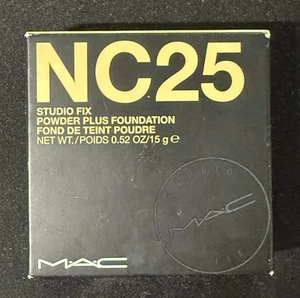 NC25
STUDIO FIX
POWDER PLUS FOUNDATION
FOND DE TEINT POUDRE
NET WT./POIDS 0.52 OZ/15 g e
MAC
MAC